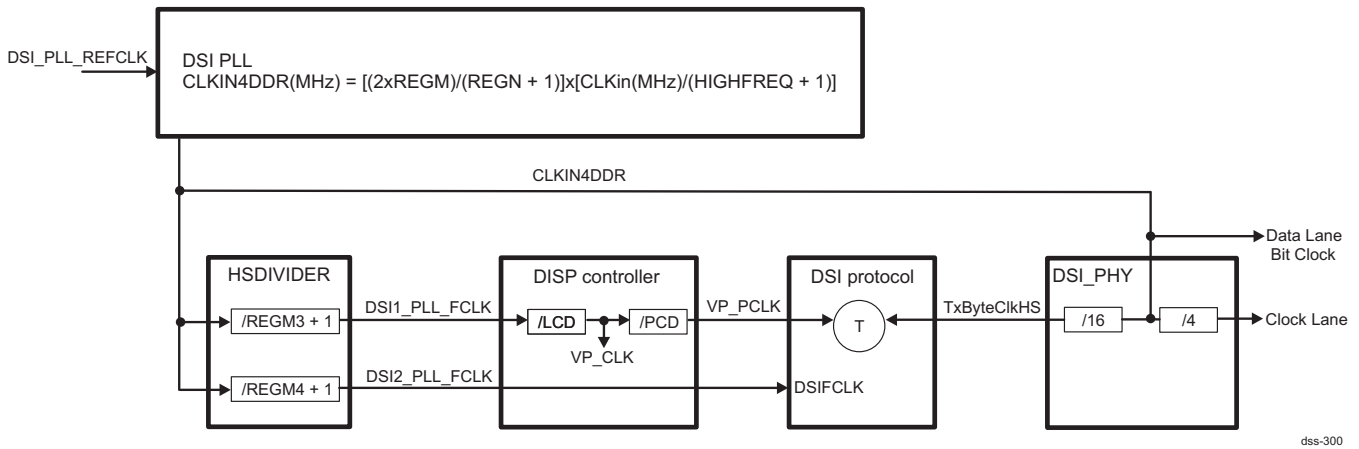 DSI_PLL_REFCLK
DSI PLL
CLKIN4DDR(MHz) = [(2xREGM)/(REGN + 1)]x[CLKin(MHz)/(HIGHFREQ + 1)]
CLKIN4DDR
Data Lane
Bit Clock
HSDIVIDER
DISP controller
DSI protocol
DSI_PHY
/REGM3 + 1
DSI1_PLL_FCLK
/LCD
/PCD
VP_PCLK
T
TxByteClkHS
/16
/4
Clock Lane
VP_CLK
/REGM4 + 1
DSI2_PLL_FCLK
DSIFCLK
dss-300